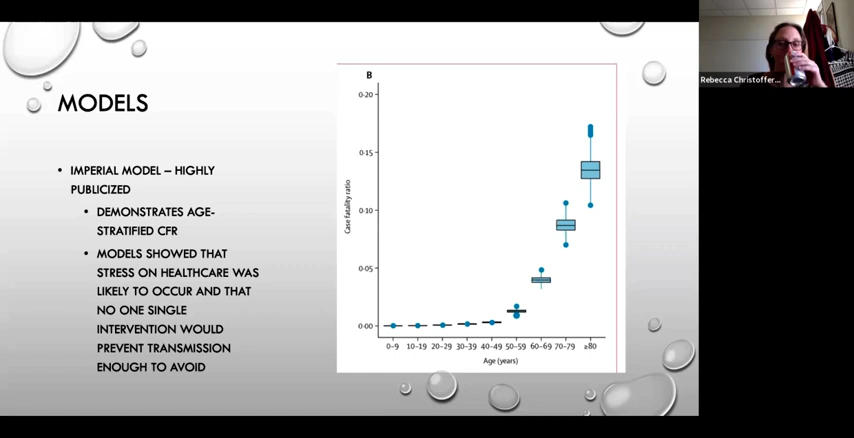 MODELS
• IMPERIAL MODEL – HIGHLY
PUBLICIZED
• DEMONSTRATES AGE-
STRATIFIED CFR
• MODELS SHOWED THAT
STRESS ON HEALTHCARE WAS
LIKELY TO OCCUR AND THAT
NO ONE SINGLE
INTERVENTION WOULD
PREVENT TRANSMISSION
ENOUGH TO AVOID
B
Case fatality ratio
0·20
0·15
0·10
0·05
0·00
0–9 10–19 20–29 30–39 40–49 50–59 60–69 70–79 ≥80
Age (years)
Rebecca Christoffer...